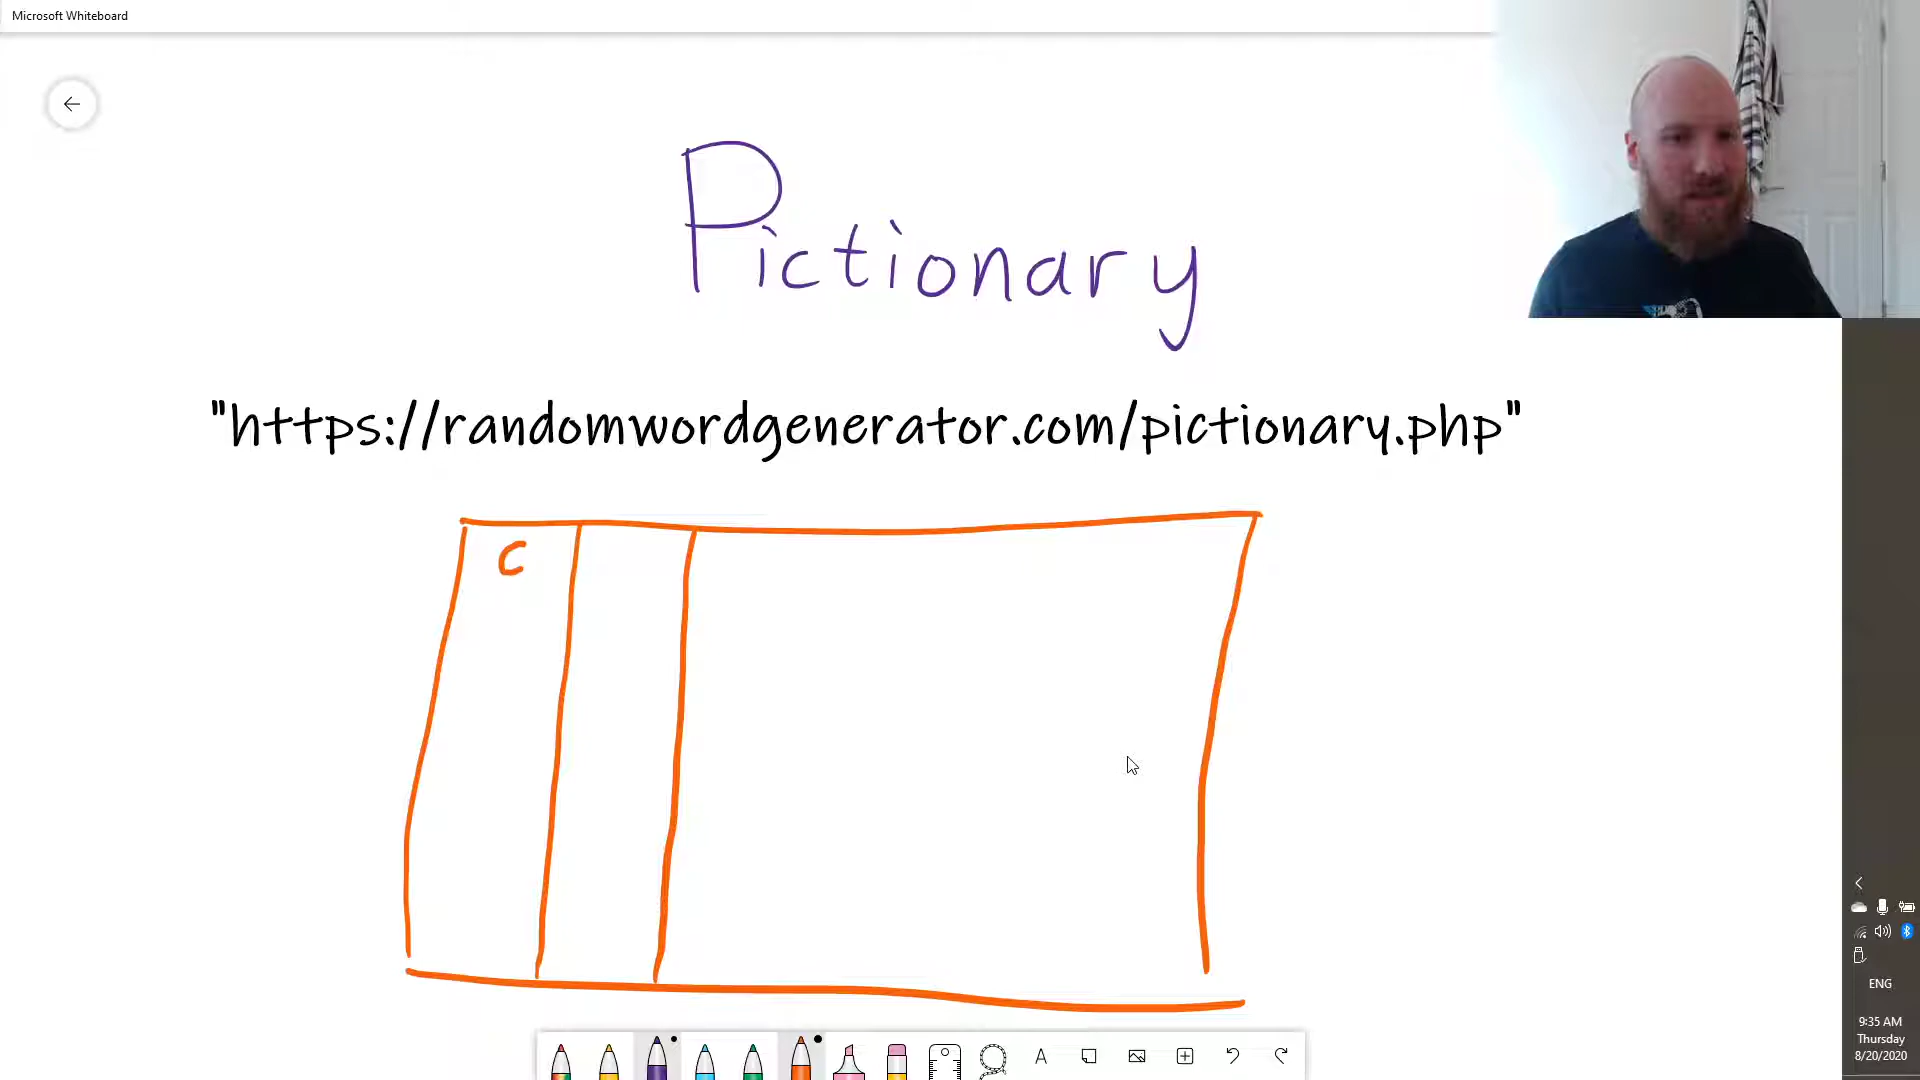 Microsoft Whiteboard
Pictionary
"https://randomwordgenerator.com/pictionary.php"
C
A
ENG
9:35 AM
Thursday
8/20/2020